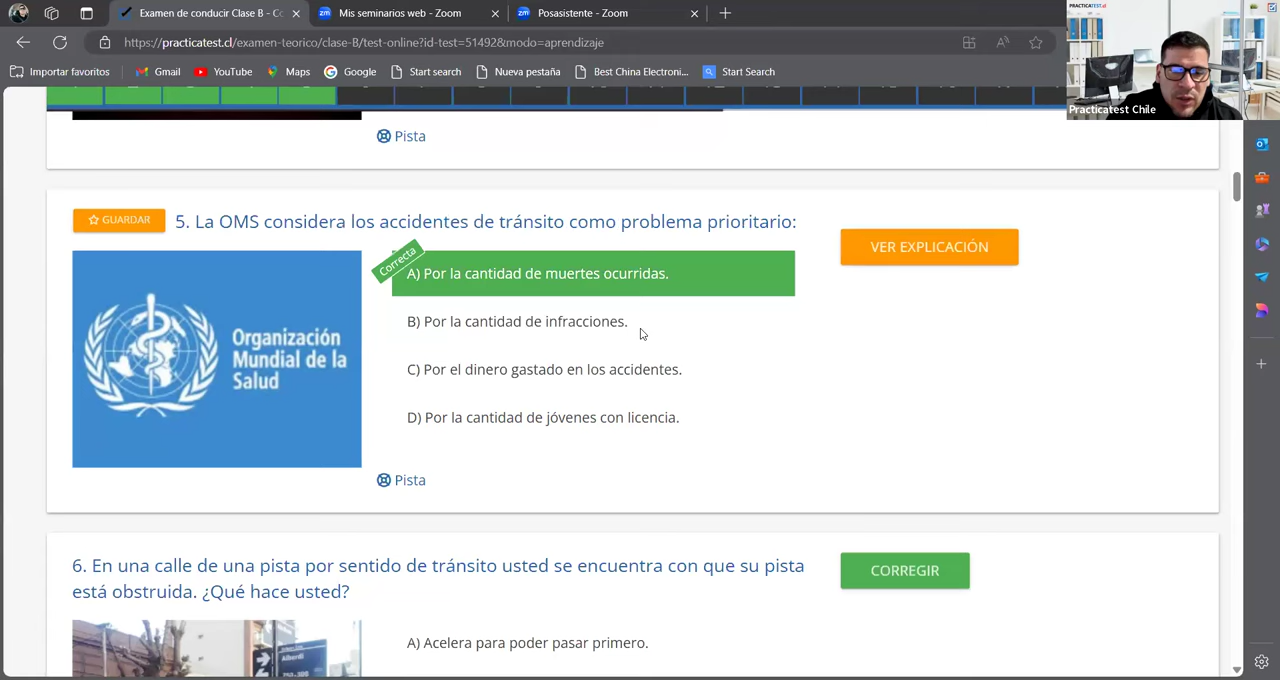 Examen de conducir Clase B - Co
Mis seminarios web - Zoom
Posasistente - Zoom
https://practicatest.cl/examen-teorico/clase-B/test-online?id-test=51492&modo=aprendizaje
Importar favoritos
Gmail
YouTube
Maps
Google
Start search
Nueva pestaña
Best China Electroni...
Start Search
PRACTICATEST.cl
Practicatest Chile
Pista
GUARDAR
5. La OMS considera los accidentes de tránsito como problema prioritario:
VER EXPLICACIÓN
Correcta
A) Por la cantidad de muertes ocurridas.
B) Por la cantidad de infracciones.
Organización
Mundial de la
Salud
C) Por el dinero gastado en los accidentes.
D) Por la cantidad de jóvenes con licencia.
Pista
6. En una calle de una pista por sentido de tránsito usted se encuentra con que su pista
está obstruida. ¿Qué hace usted?
CORREGIR
A) Acelera para poder pasar primero.
Alberdi